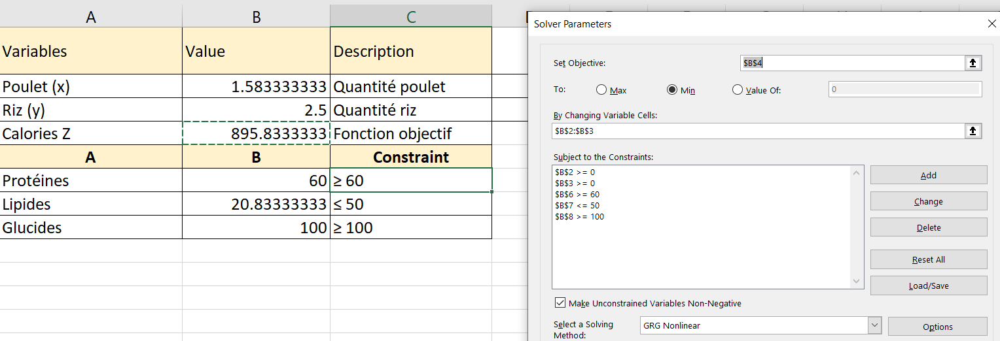 A B C
Variables Value Description
Poulet (x) 1.583333333 Quantité poulet
Riz (y) 2.5 Quantité riz
Calories Z 895.8333333 Fonction objectif
A B Constraint
Protéines 60 ≥ 60
Lipides 20.83333333 ≤ 50
Glucides 100 ≥ 100
Solver Parameters
Set Objective: $B$4
To: Max Min Value Of: 0
By Changing Variable Cells:
$B$2:$B$3
Subject to the Constraints:
$B$2 >= 0
$B$3 >= 0
$B$6 >= 60
$B$7 <= 50
$B$8 >= 100
Add
Change
Delete
Reset All
Load/Save
Make Unconstrained Variables Non-Negative
Select a Solving Method: GRG Nonlinear Options